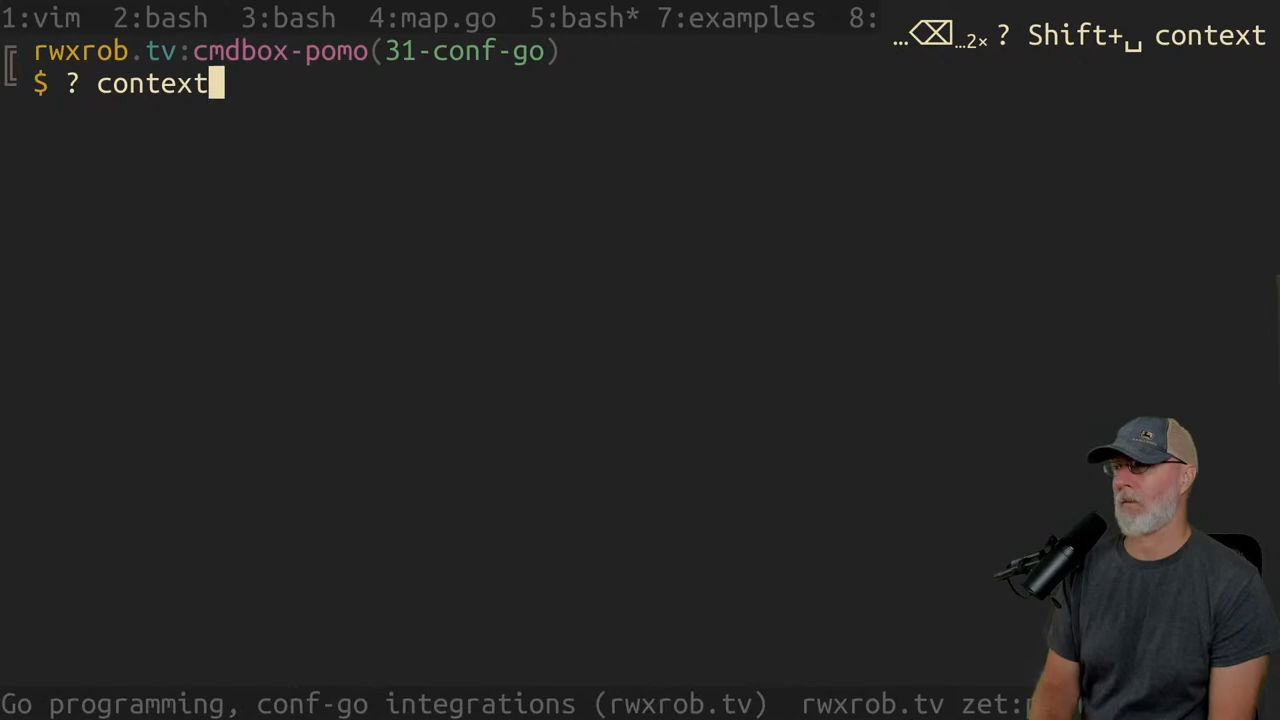 1:vim 2:bash 3:bash 4:map.go 5:bash* 7:examples 8:
…⌫…2× ? Shift+␣ context
rwxrob.tv:cmdbox-pomo(31-conf-go)
$ ? context
Go programming, conf-go integrations (rwxrob.tv) rwxrob.tv zet: